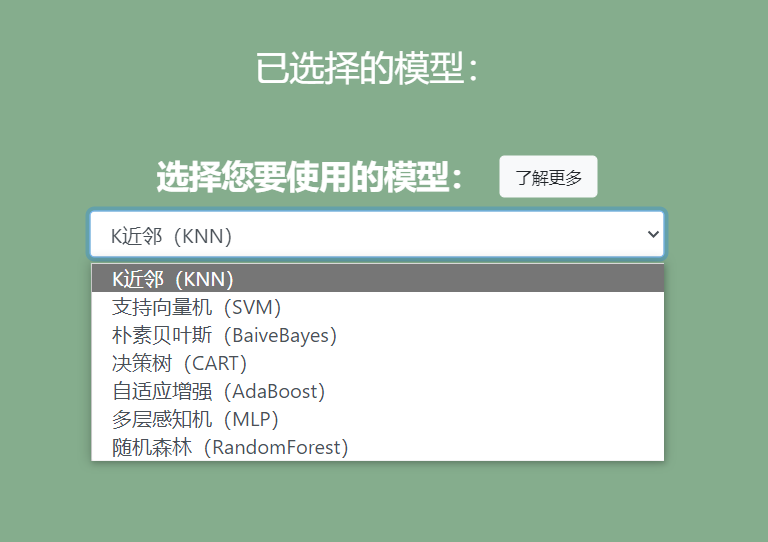 已选择的模型：
选择您要使用的模型：
了解更多
K近邻（KNN）
K近邻（KNN）
支持向量机（SVM）
朴素贝叶斯（BaiveBayes）
决策树（CART）
自适应增强（AdaBoost）
多层感知机（MLP）
随机森林（RandomForest）